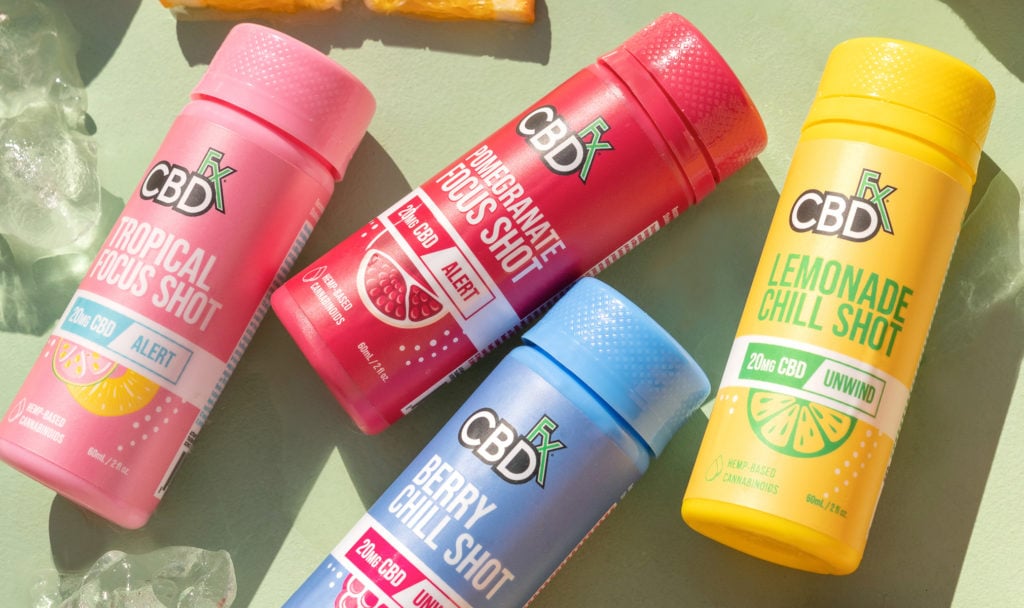 CBDFX
TROPICAL
FOCUS SHOT
20MG CBD
ALERT
HEMP-BASED
CANNABINOIDS
60mL / 2 fl oz.
CBDFX
POMEGRANATE
FOCUS SHOT
20MG CBD
ALERT
HEMP-BASED
CANNABINOIDS
60mL / 2 fl oz.
CBDFX
BERRY
CHILL SHOT
20MG CBD
CBDFX
LEMONADE
CHILL SHOT
20MG CBD
UNWIND
HEMP-BASED
CANNABINOIDS
60mL / 2 fl oz.